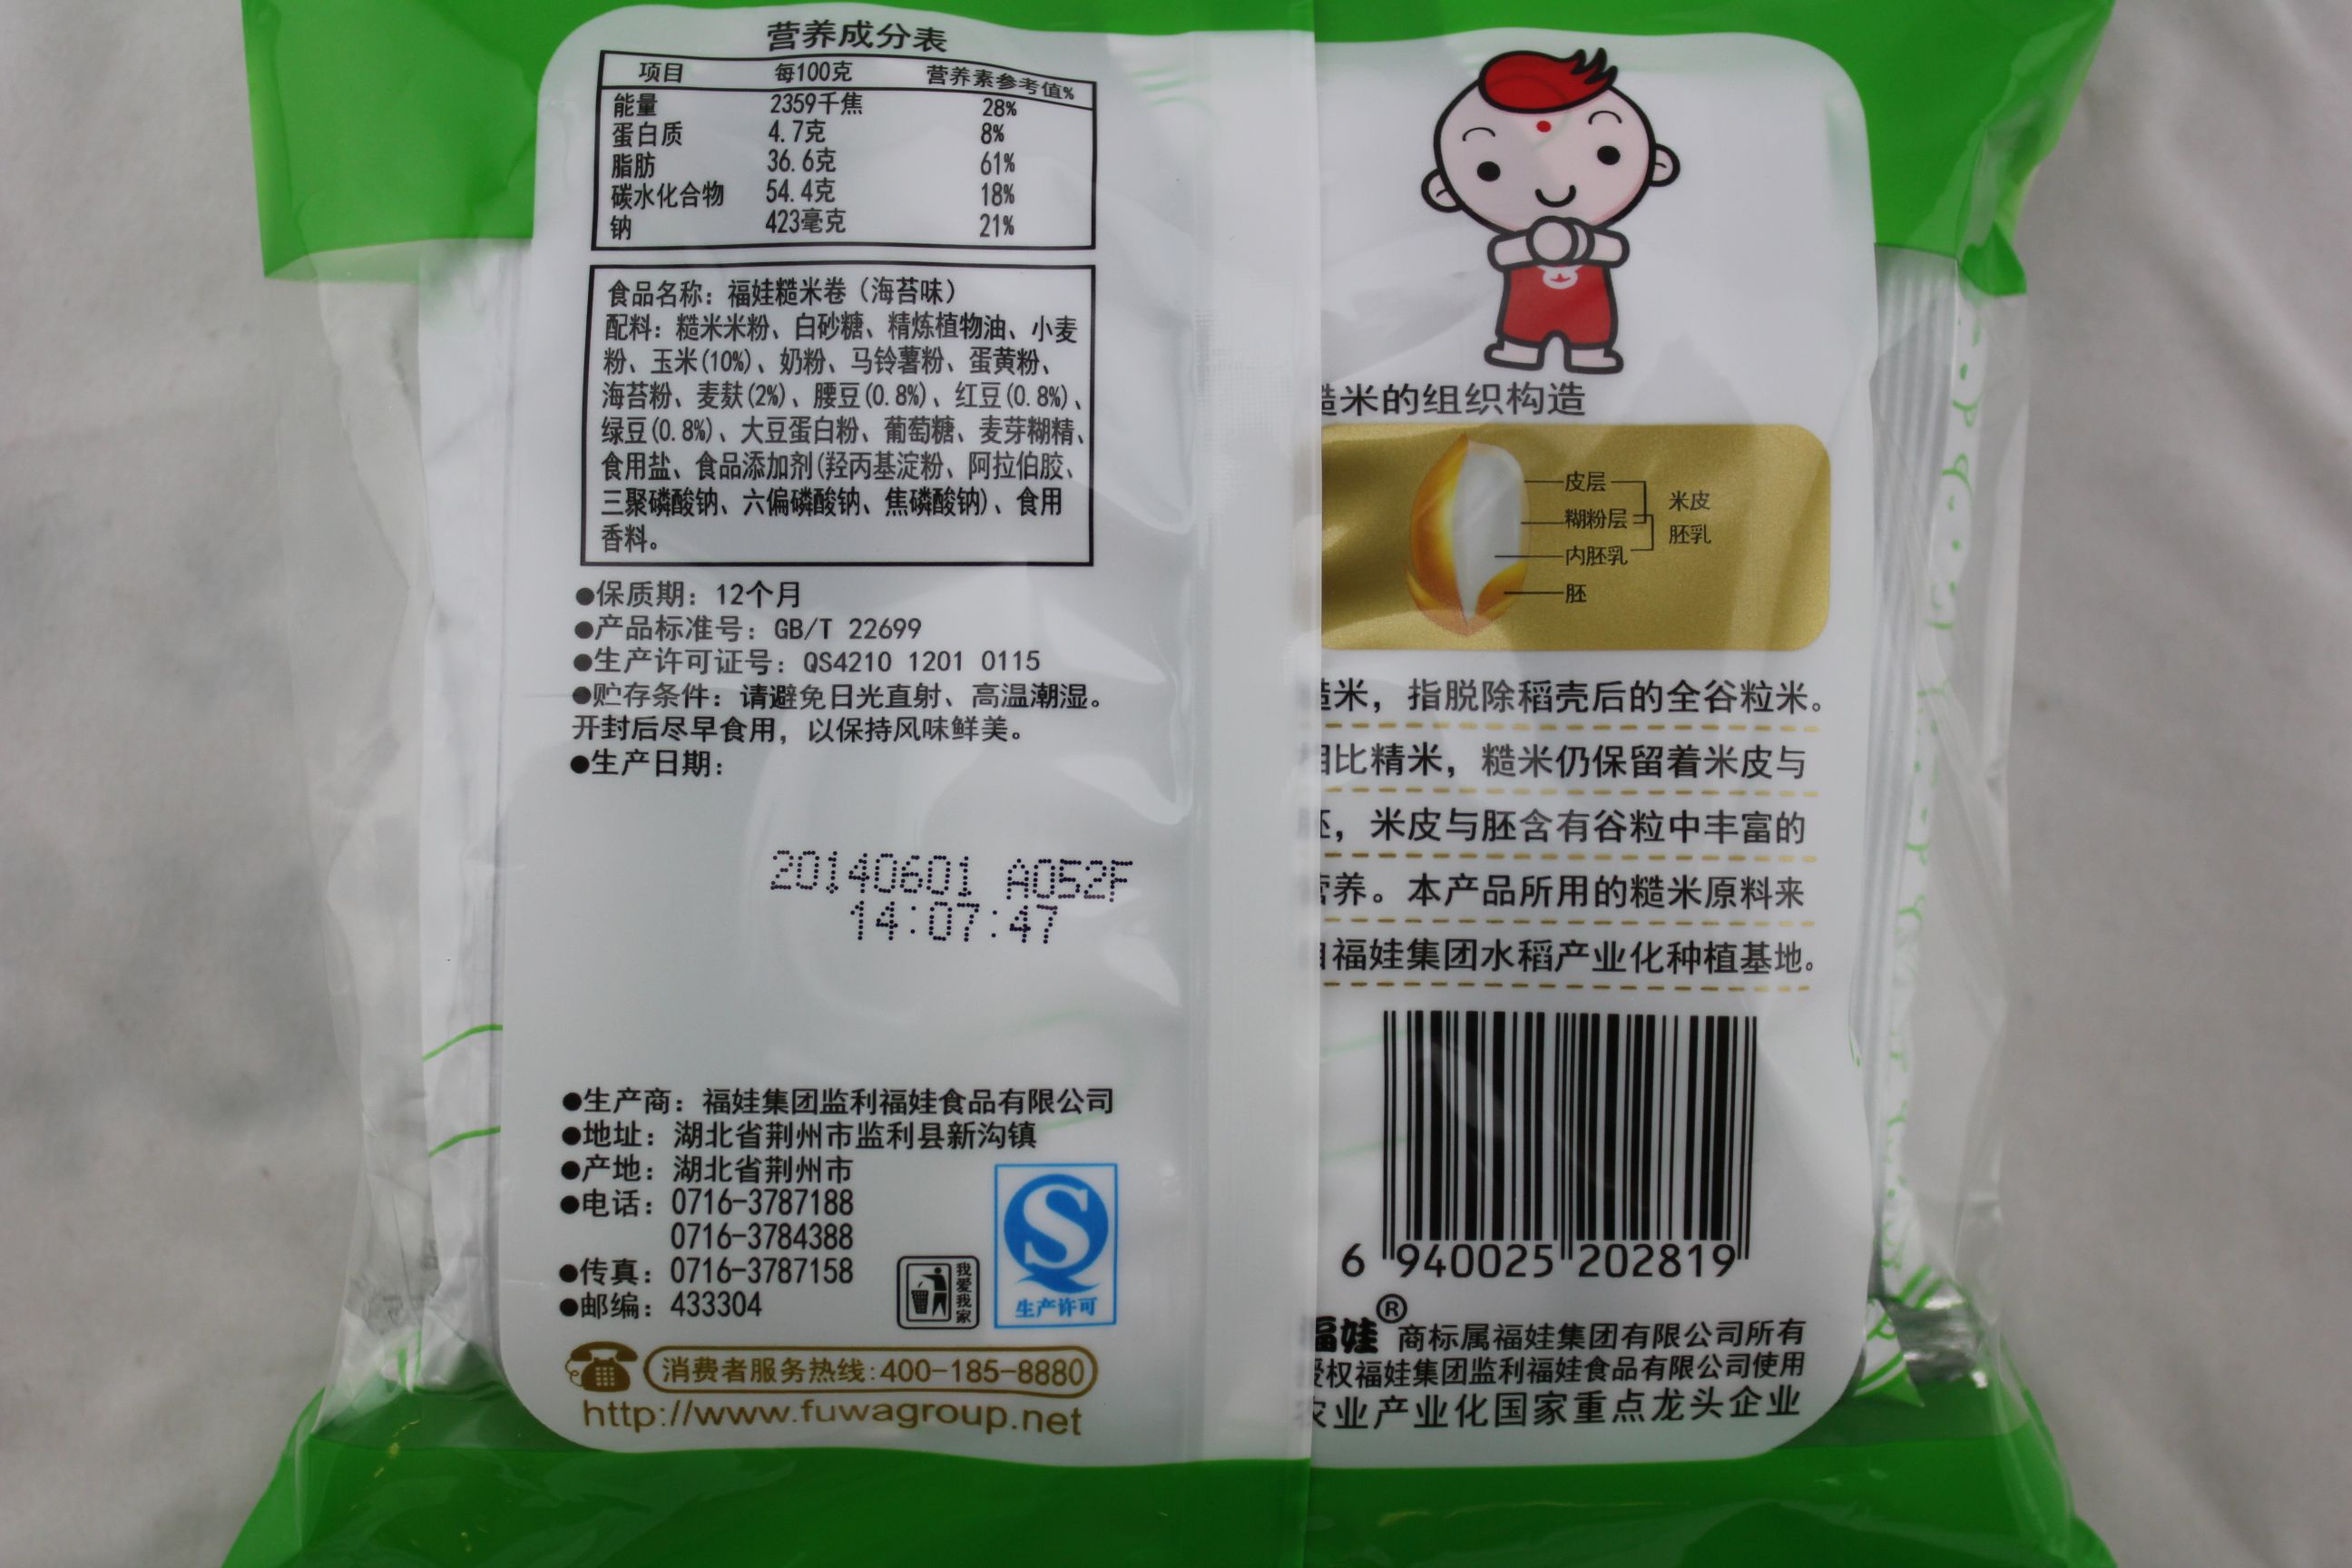 营养成分表
项目 每100克 营养素参考值%
能量 2359千焦 28%
蛋白质 4.7克 8%
脂肪 36.6克 61%
碳水化合物 54.4克 18%
钠 423毫克 21%
食品名称：福娃糙米卷（海苔味）
配料：糙米米粉、白砂糖、精炼植物油、小麦
粉、玉米(10%)、奶粉、马铃薯粉、蛋黄粉、
海苔粉、麦麸(2%)、腰豆(0.8%)、红豆(0.8%)、
绿豆(0.8%)、大豆蛋白粉、葡萄糖、麦芽糊精、
食用盐、食品添加剂(羟丙基淀粉、阿拉伯胶、
三聚磷酸钠、六偏磷酸钠、焦磷酸钠)、食用
香料。
●保质期：12个月
●产品标准号：GB/T 22699
●生产许可证号：QS4210 1201 0115
●贮存条件：请避免日光直射、高温潮湿。
开封后尽早食用，以保持风味鲜美。
●生产日期：
20140601 A052F
14:07:47
●生产商：福娃集团监利福娃食品有限公司
●地址：湖北省荆州市监利县新沟镇
●产地：湖北省荆州市
●电话：0716-3787188
0716-3784388
●传真：0716-3787158
●邮编：433304
我爱我家
生产许可
消费者服务热线:400-185-8880
http://www.fuwagroup.net
糙米的组织构造
皮层
糊粉层
内胚乳
胚
米皮
胚乳
糙米，指脱除稻壳后的全谷粒米。
相比精米，糙米仍保留着米皮与
胚，米皮与胚含有谷粒中丰富的
营养。本产品所用的糙米原料来
自福娃集团水稻产业化种植基地。
6 940025 202819
福娃® 商标属福娃集团有限公司所有
授权福娃集团监利福娃食品有限公司使用
农业产业化国家重点龙头企业